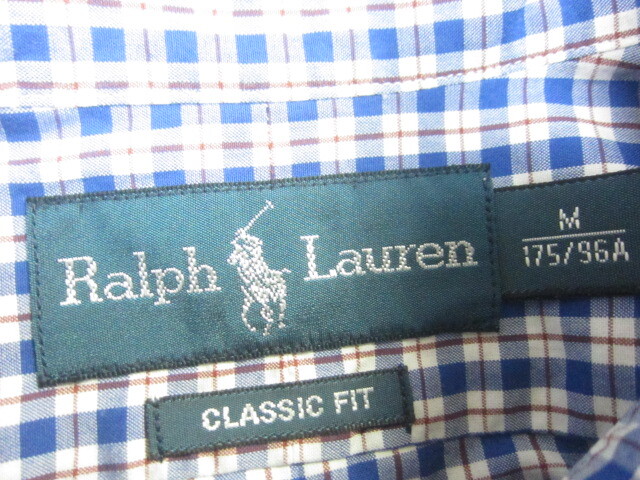 Ralph Lauren
M
175/96A
CLASSIC FIT